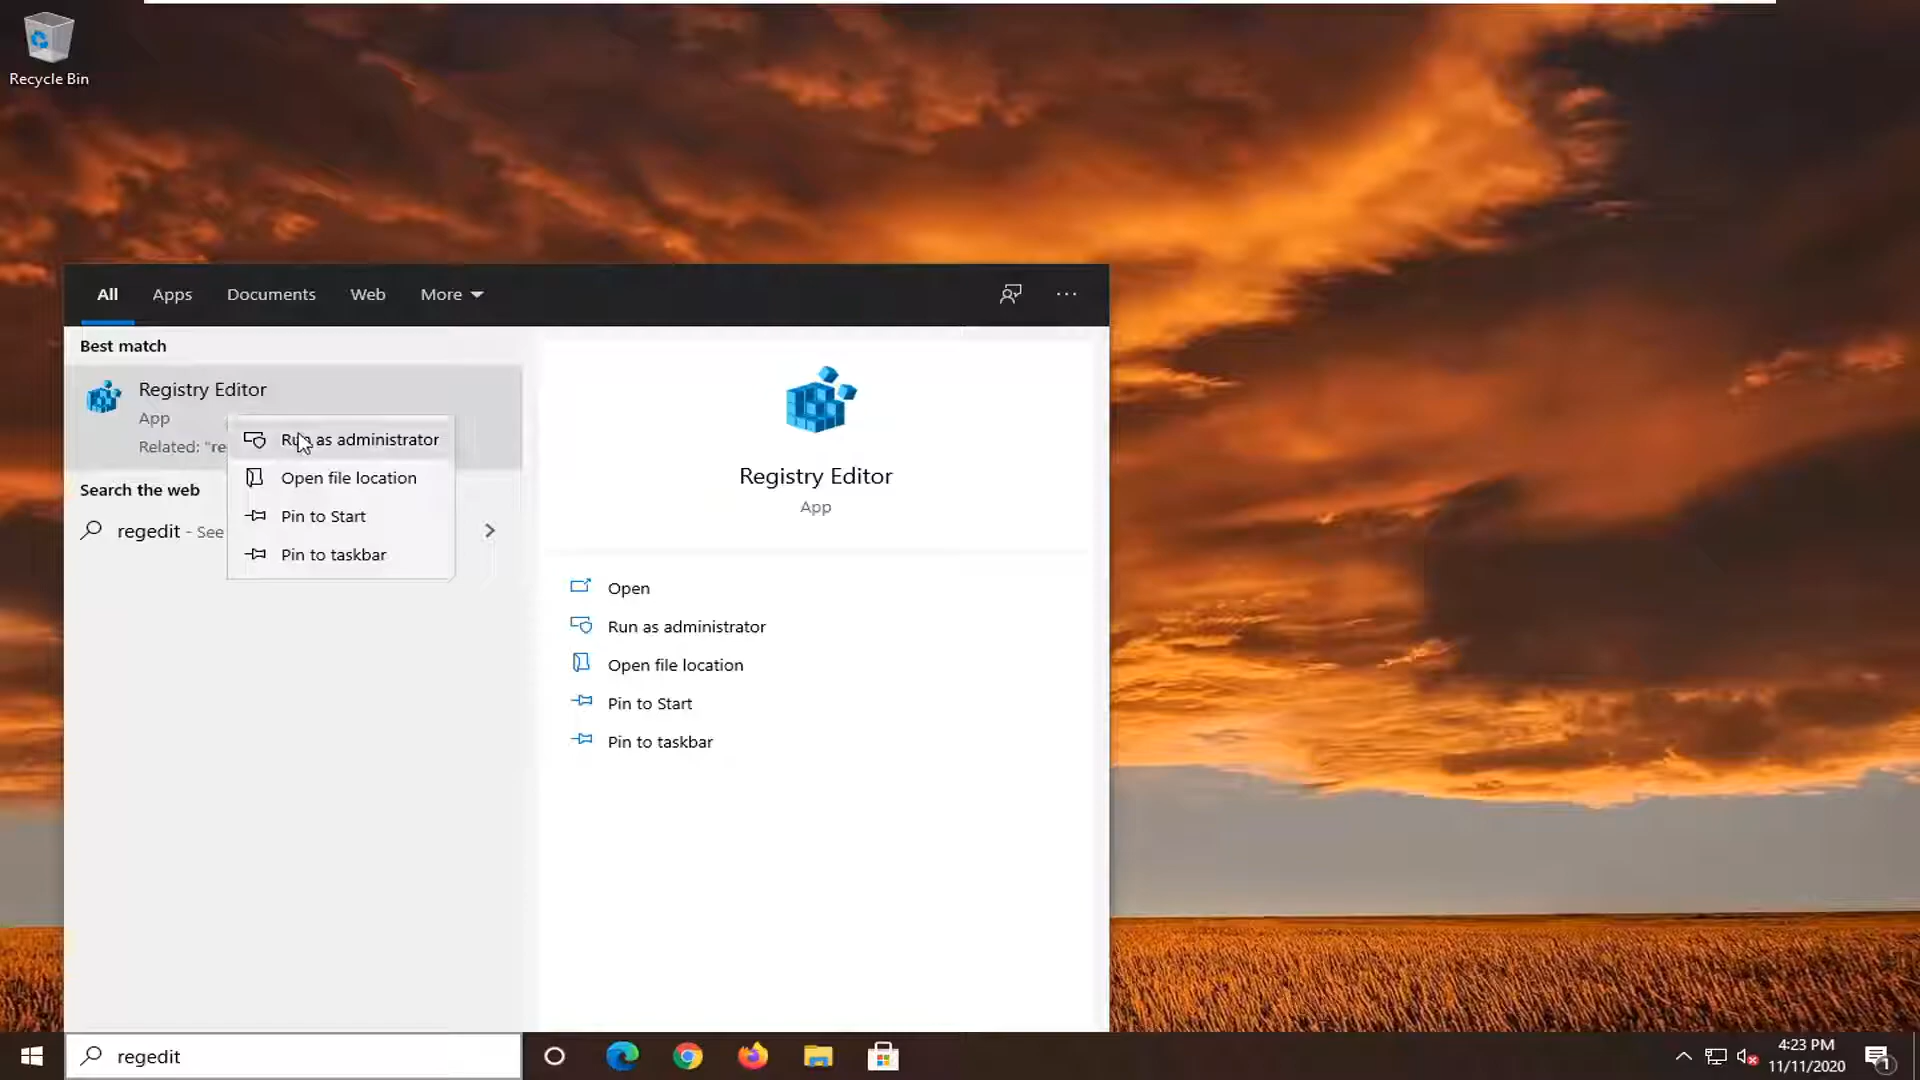 Recycle Bin
All Apps Documents Web More
Best match
Registry Editor
App
Related: "re
Run as administrator
Open file location
Pin to Start
Pin to taskbar
Search the web
regedit - See
Registry Editor
App
Open
Run as administrator
Open file location
Pin to Start
Pin to taskbar
regedit
4:23 PM
11/11/2020
1